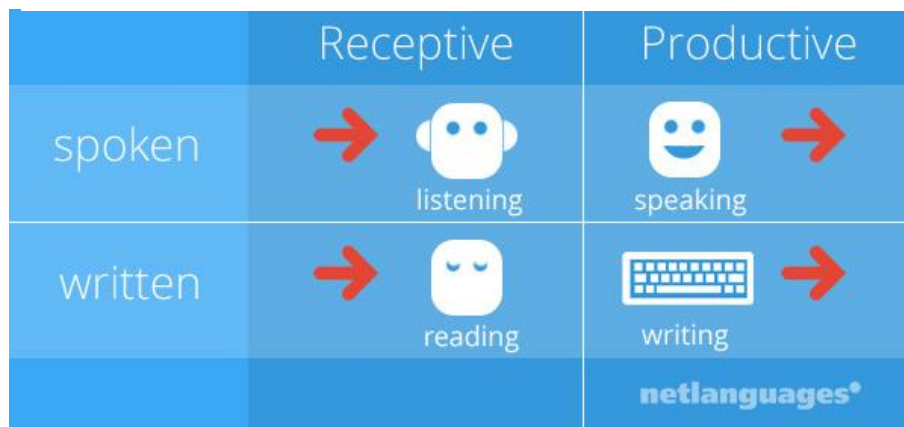 Receptive Productive
spoken
listening speaking
written
reading writing
netlanguages